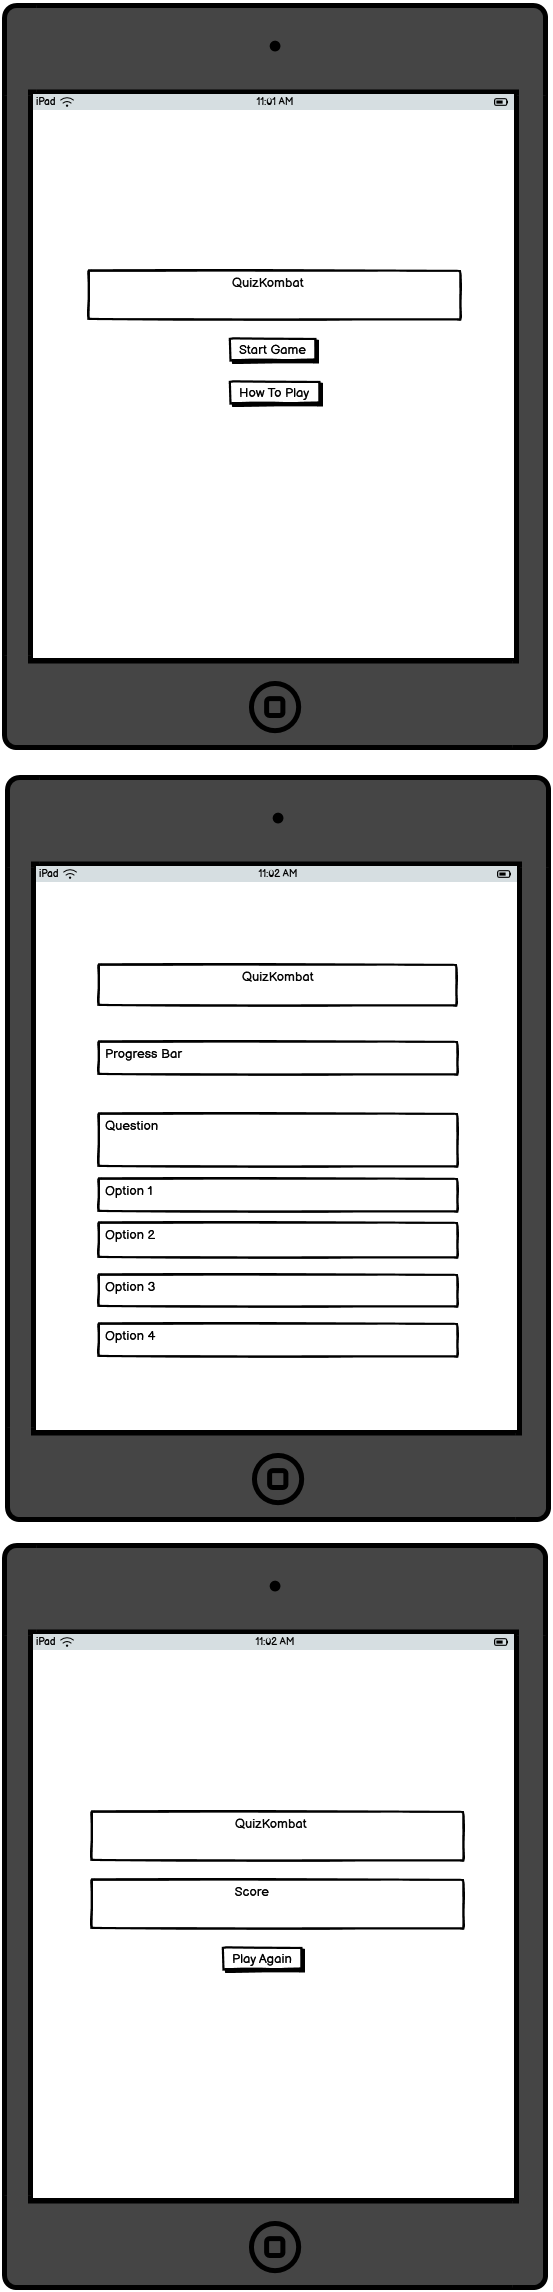 iPad 11:01 AM
QuizKombat
Start Game
How To Play
iPad 11:02 AM
QuizKombat
Progress Bar
Question
Option 1
Option 2
Option 3
Option 4
iPad 11:02 AM
QuizKombat
Score
Play Again